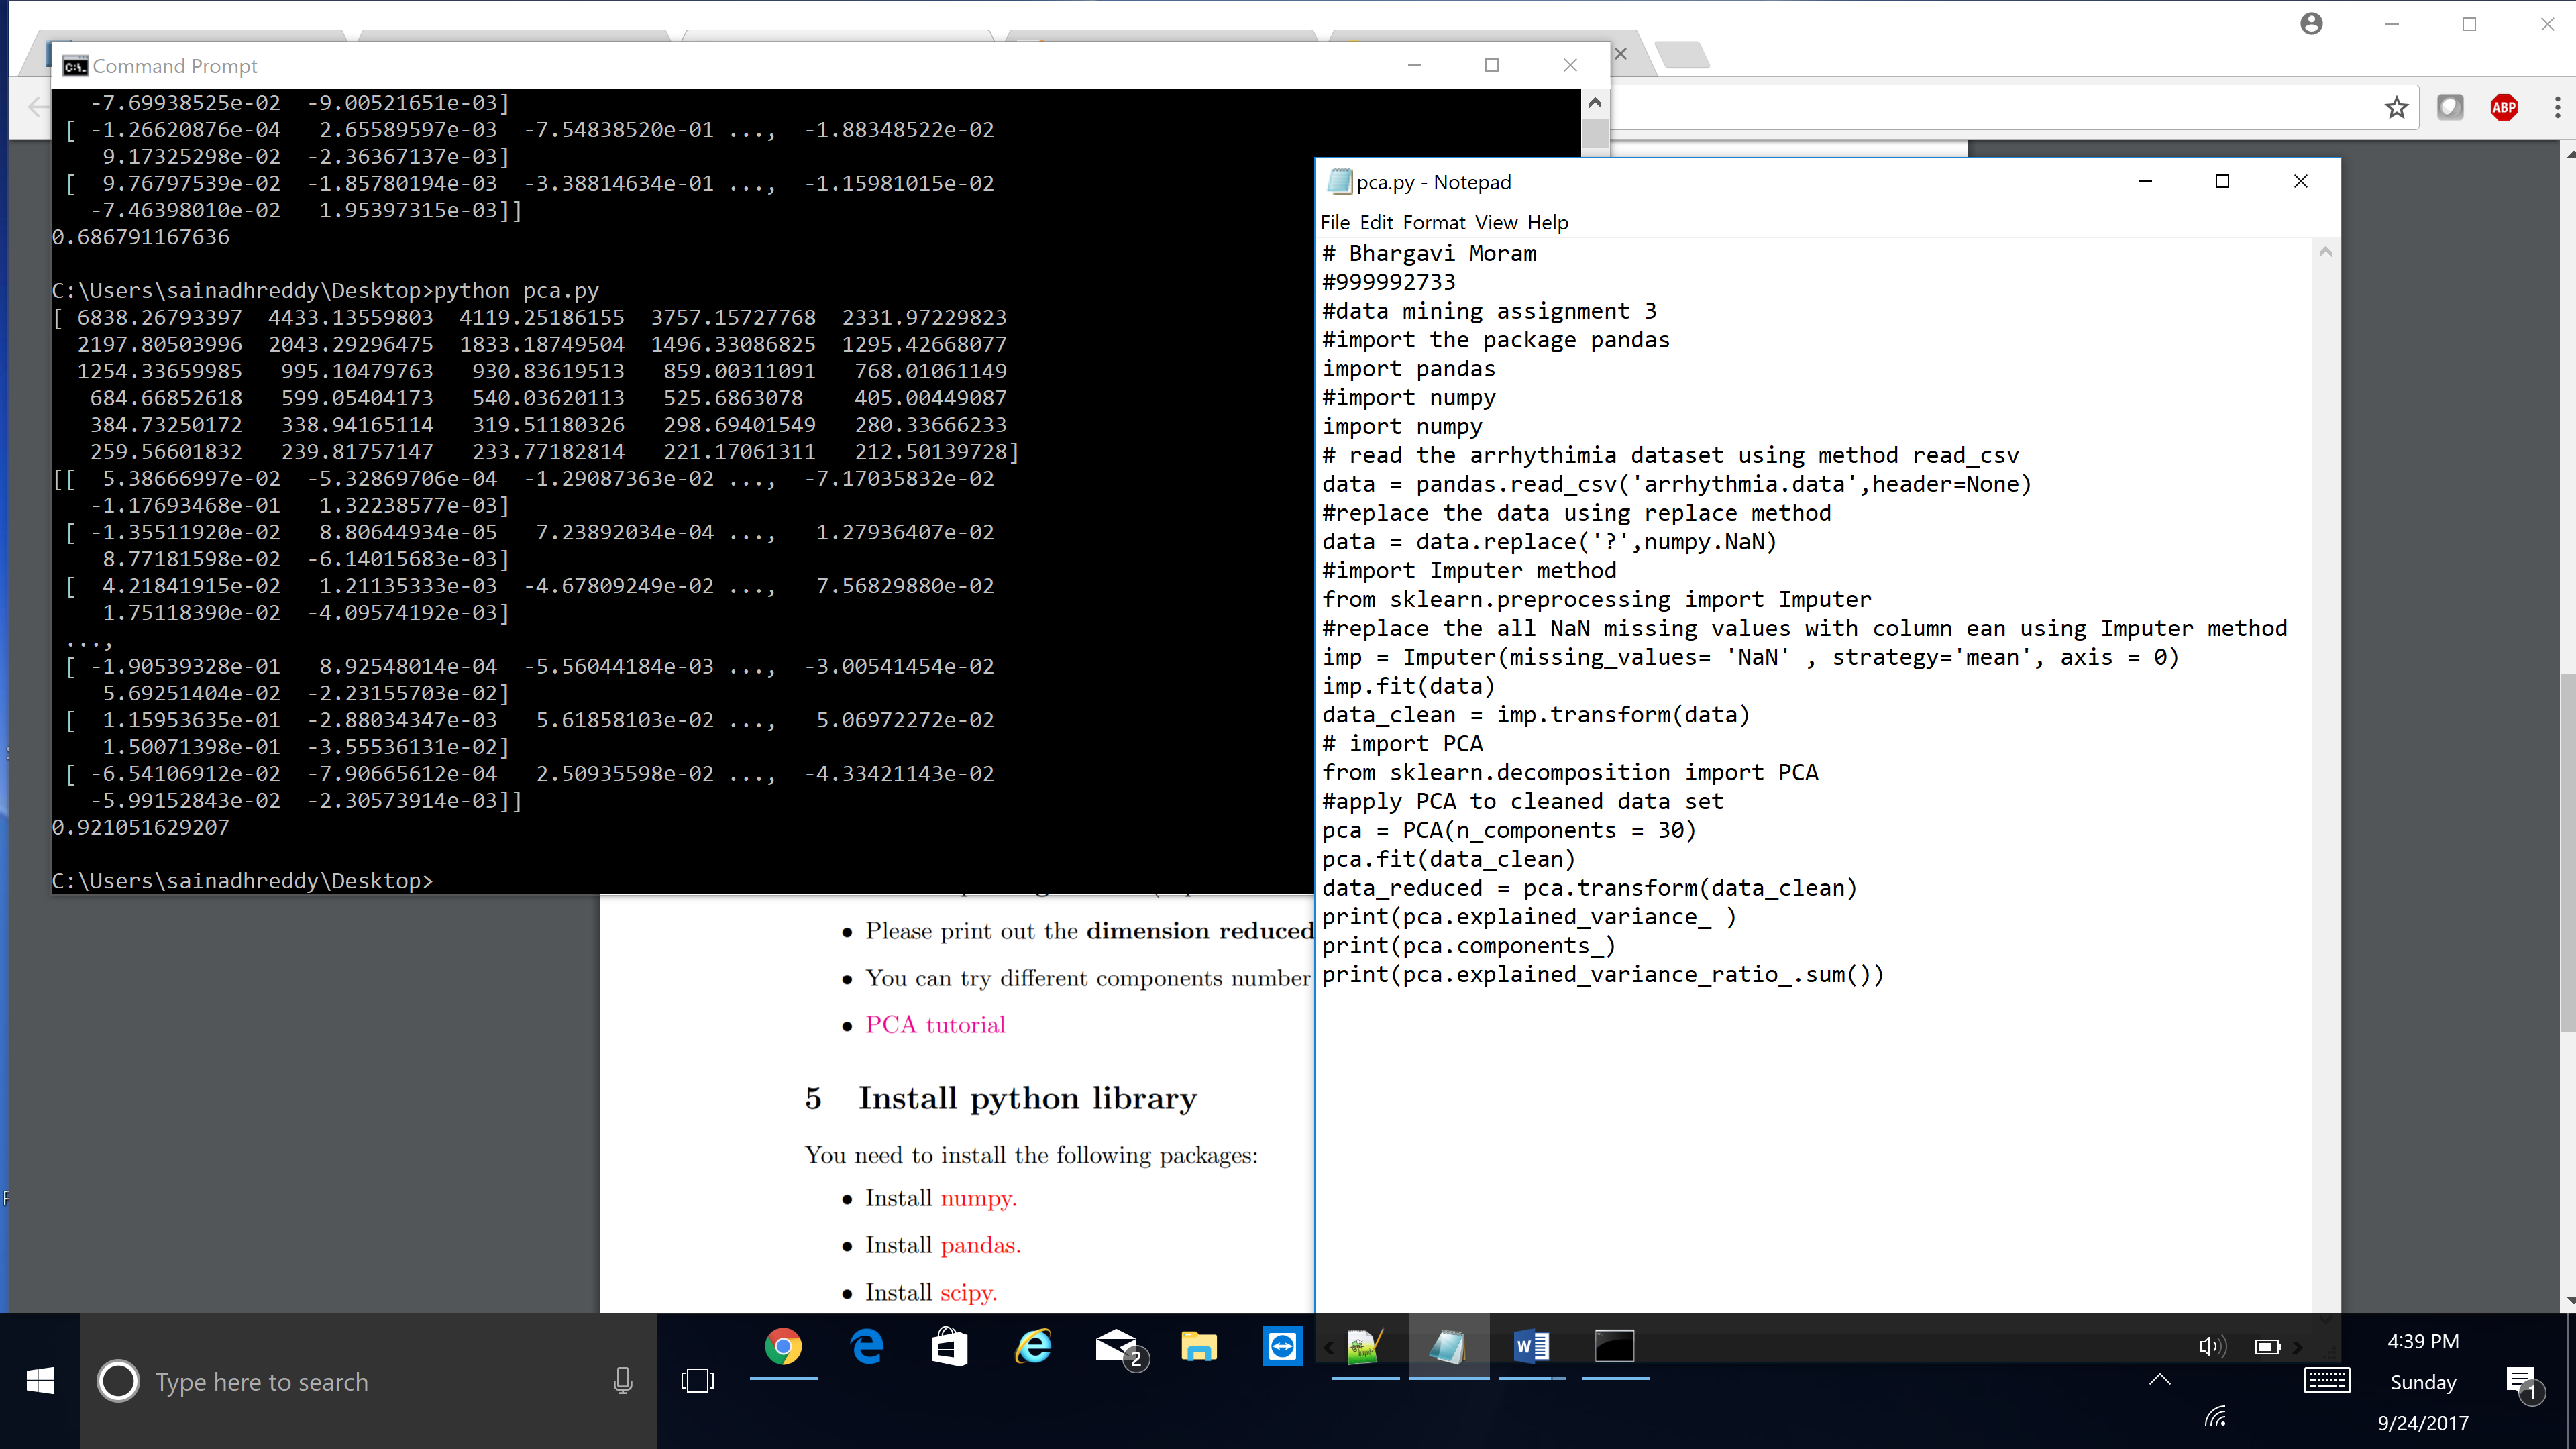 Command Prompt
-7.69938525e-02  -9.00521651e-03]
[ -1.26620876e-04   2.65589597e-03  -7.54838520e-01 ...,  -1.88348522e-02
9.17325298e-02  -2.36367137e-03]
[  9.76797539e-02  -1.85780194e-03  -3.38814634e-01 ...,  -1.15981015e-02
-7.46398010e-02   1.95397315e-03]]
0.686791167636
C:\Users\sainadhreddy\Desktop>python pca.py
[ 6838.26793397  4433.13559803  4119.25186155  3757.15727768  2331.97229823
2197.80503996  2043.29296475  1833.18749504  1496.33086825  1295.42668077
1254.33659985   995.10479763   930.83619513   859.00311091   768.01061149
684.66852618   599.05404173   540.03620113   525.6863078    405.00449087
384.73250172   338.94165114   319.51180326   298.69401549   280.33666233
259.56601832   239.81757147   233.77182814   221.17061311   212.50139728]
[[  5.38666997e-02  -5.32869706e-04  -1.29087363e-02 ...,  -7.17035832e-02
-1.17693468e-01   1.32238577e-03]
[ -1.35511920e-02   8.80644934e-05   7.23892034e-04 ...,   1.27936407e-02
8.77181598e-02  -6.14015683e-03]
[  4.21841915e-02   1.21135333e-03  -4.67809249e-02 ...,   7.56829880e-02
1.75118390e-02  -4.09574192e-03]
...,
[ -1.90539328e-01   8.92548014e-04  -5.56044184e-03 ...,  -3.00541454e-02
5.69251404e-02  -2.23155703e-02]
[  1.15953635e-01  -2.88034347e-03   5.61858103e-02 ...,   5.06972272e-02
1.50071398e-01  -3.55536131e-02]
[ -6.54106912e-02  -7.90665612e-04   2.50935598e-02 ...,  -4.33421143e-02
-5.99152843e-02  -2.30573914e-03]]
0.921051629207
C:\Users\sainadhreddy\Desktop>
ABP
pca.py - Notepad
File Edit Format View Help
# Bhargavi Moram
#999992733
#data mining assignment 3
#import the package pandas
import pandas
#import numpy
import numpy
# read the arrhythimia dataset using method read_csv
data = pandas.read_csv('arrhythmia.data',header=None)
#replace the data using replace method
data = data.replace('?',numpy.NaN)
#import Imputer method
from sklearn.preprocessing import Imputer
#replace the all NaN missing values with column ean using Imputer method
imp = Imputer(missing_values= 'NaN' , strategy='mean', axis = 0)
imp.fit(data)
data_clean = imp.transform(data)
# import PCA
from sklearn.decomposition import PCA
#apply PCA to cleaned data set
pca = PCA(n_components = 30)
pca.fit(data_clean)
data_reduced = pca.transform(data_clean)
print(pca.explained_variance_ )
print(pca.components_)
print(pca.explained_variance_ratio_.sum())
• Please print out the dimension reduced
• You can try different components number
• PCA tutorial
5 Install python library
You need to install the following packages:
• Install numpy.
• Install pandas.
• Install scipy.
Type here to search
2
4:39 PM
Sunday
9/24/2017
1